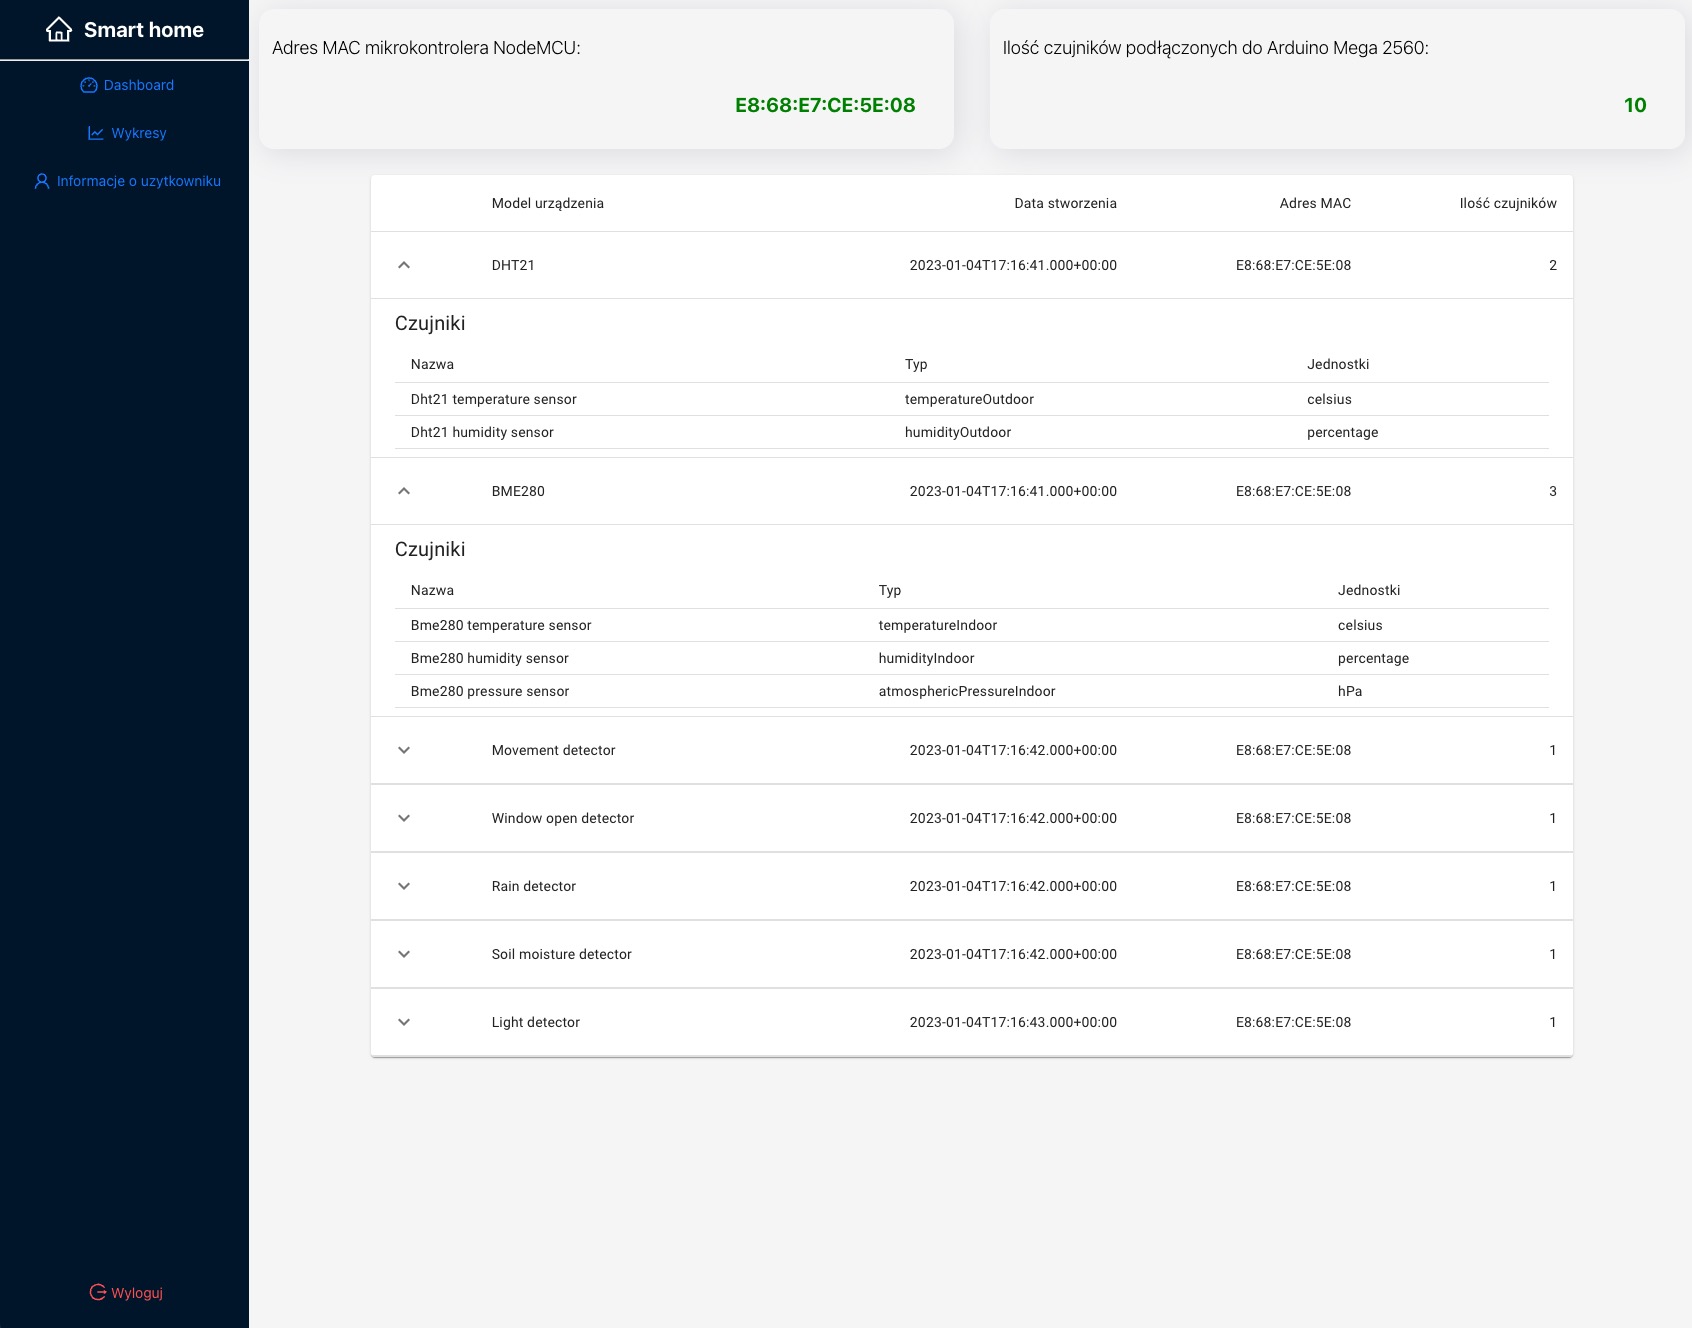 Smart home
Dashboard
Wykresy
Informacje o uzytkowniku
Wyloguj
Adres MAC mikrokontrolera NodeMCU:
E8:68:E7:CE:5E:08
Ilość czujników podłączonych do Arduino Mega 2560:
10
Model urządzenia Data stworzenia Adres MAC Ilość czujników
DHT21 2023-01-04T17:16:41.000+00:00 E8:68:E7:CE:5E:08 2
Czujniki
Nazwa Typ Jednostki
Dht21 temperature sensor temperatureOutdoor celsius
Dht21 humidity sensor humidityOutdoor percentage
BME280 2023-01-04T17:16:41.000+00:00 E8:68:E7:CE:5E:08 3
Czujniki
Nazwa Typ Jednostki
Bme280 temperature sensor temperatureIndoor celsius
Bme280 humidity sensor humidityIndoor percentage
Bme280 pressure sensor atmosphericPressureIndoor hPa
Movement detector 2023-01-04T17:16:42.000+00:00 E8:68:E7:CE:5E:08 1
Window open detector 2023-01-04T17:16:42.000+00:00 E8:68:E7:CE:5E:08 1
Rain detector 2023-01-04T17:16:42.000+00:00 E8:68:E7:CE:5E:08 1
Soil moisture detector 2023-01-04T17:16:42.000+00:00 E8:68:E7:CE:5E:08 1
Light detector 2023-01-04T17:16:43.000+00:00 E8:68:E7:CE:5E:08 1